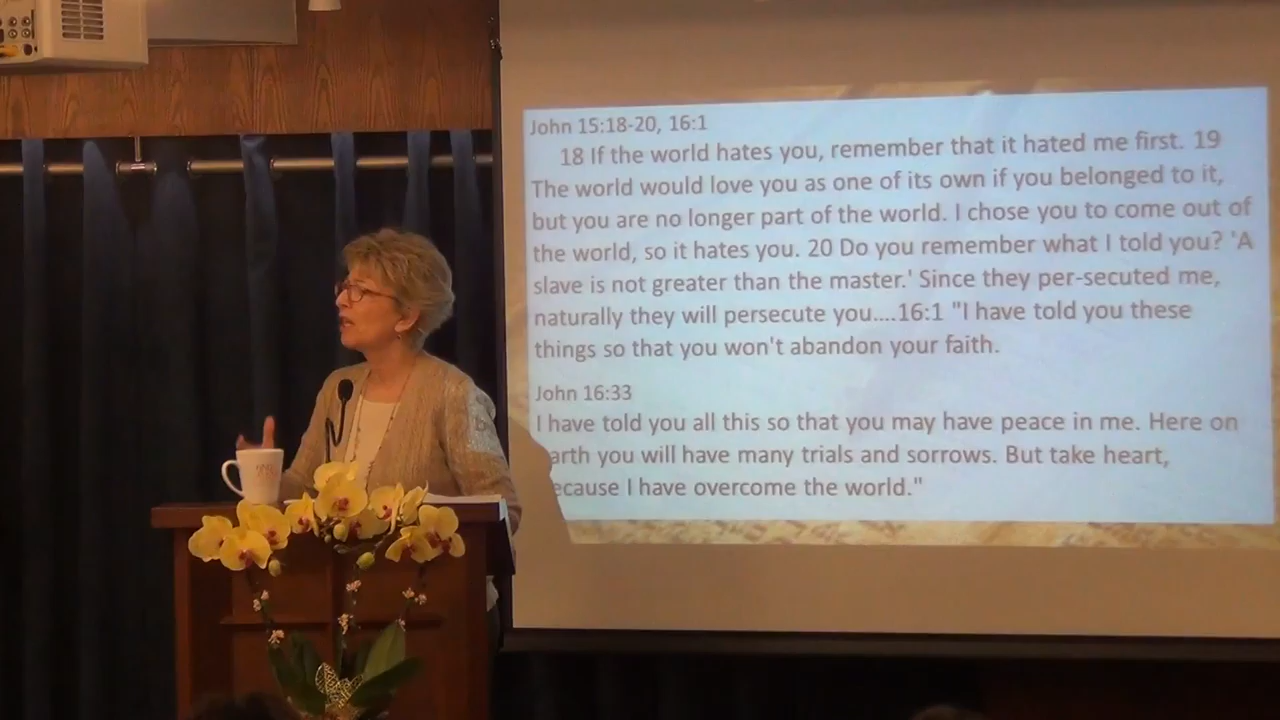 John 15:18-20, 16:1
18 If the world hates you, remember that it hated me first. 19
The world would love you as one of its own if you belonged to it,
but you are no longer part of the world. I chose you to come out of
the world, so it hates you. 20 Do you remember what I told you? 'A
slave is not greater than the master.' Since they per-secuted me,
naturally they will persecute you....16:1 "I have told you these
things so that you won't abandon your faith.
John 16:33
I have told you all this so that you may have peace in me. Here on
arth you will have many trials and sorrows. But take heart,
ecause I have overcome the world."